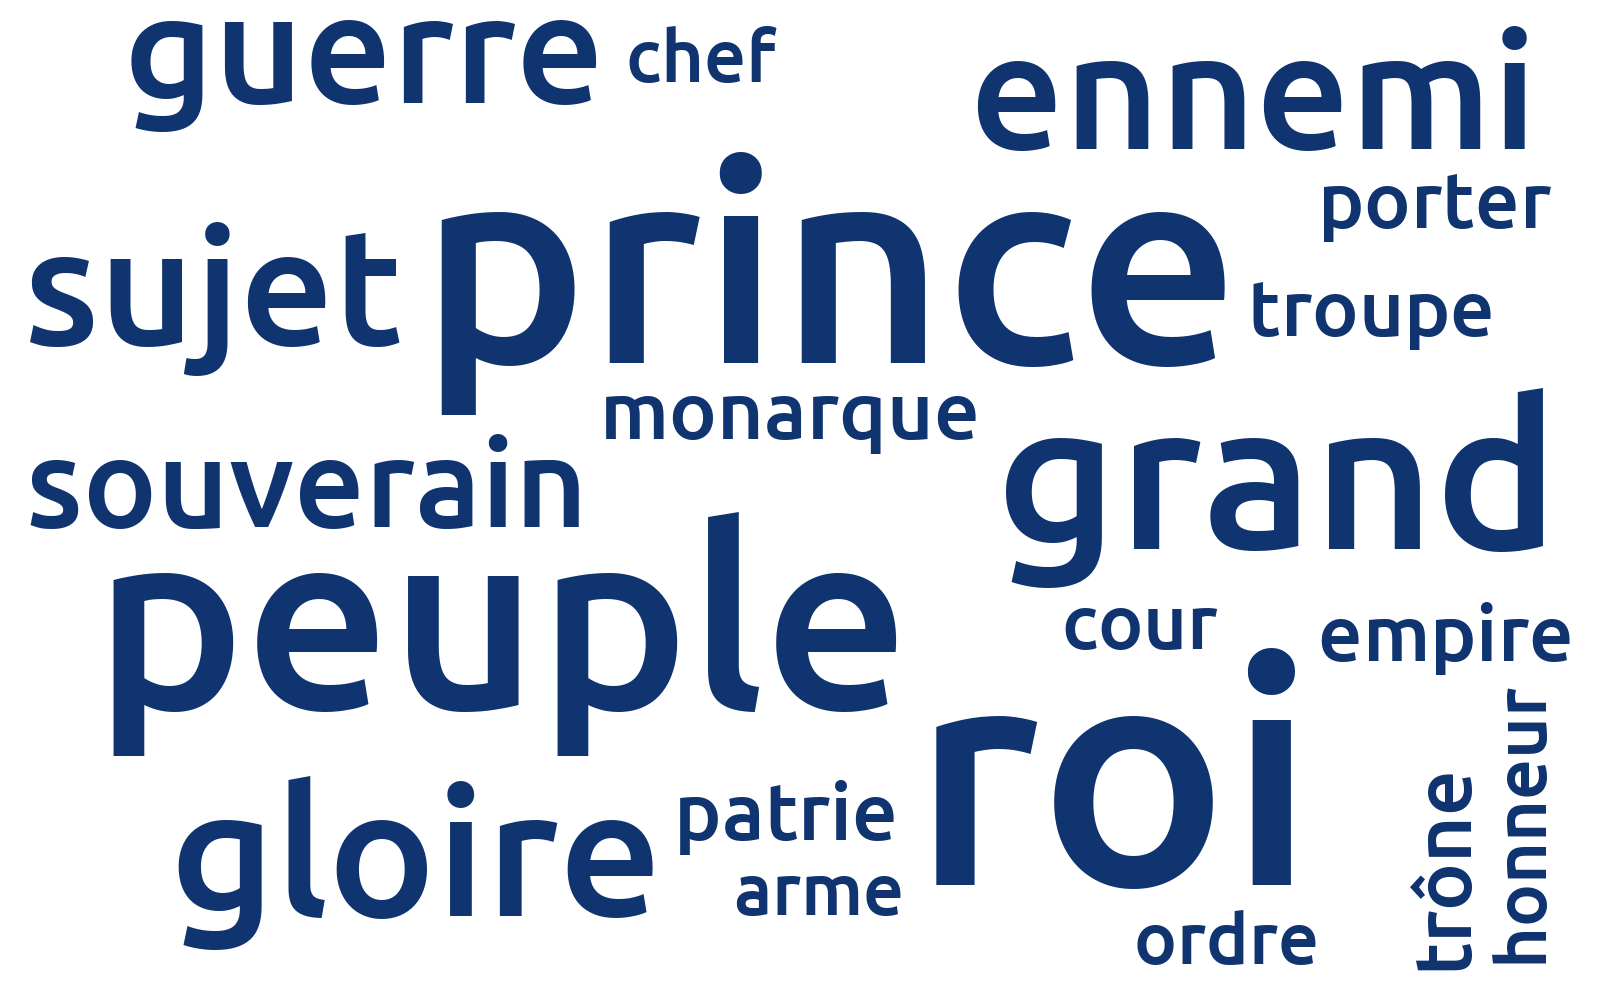 guerre
chef
ennemi
porter
sujet
prince
troupe
monarque
grand
souverain
peuple
cour
empire
roi
gloire
patrie
arme
trône
honneur
ordre